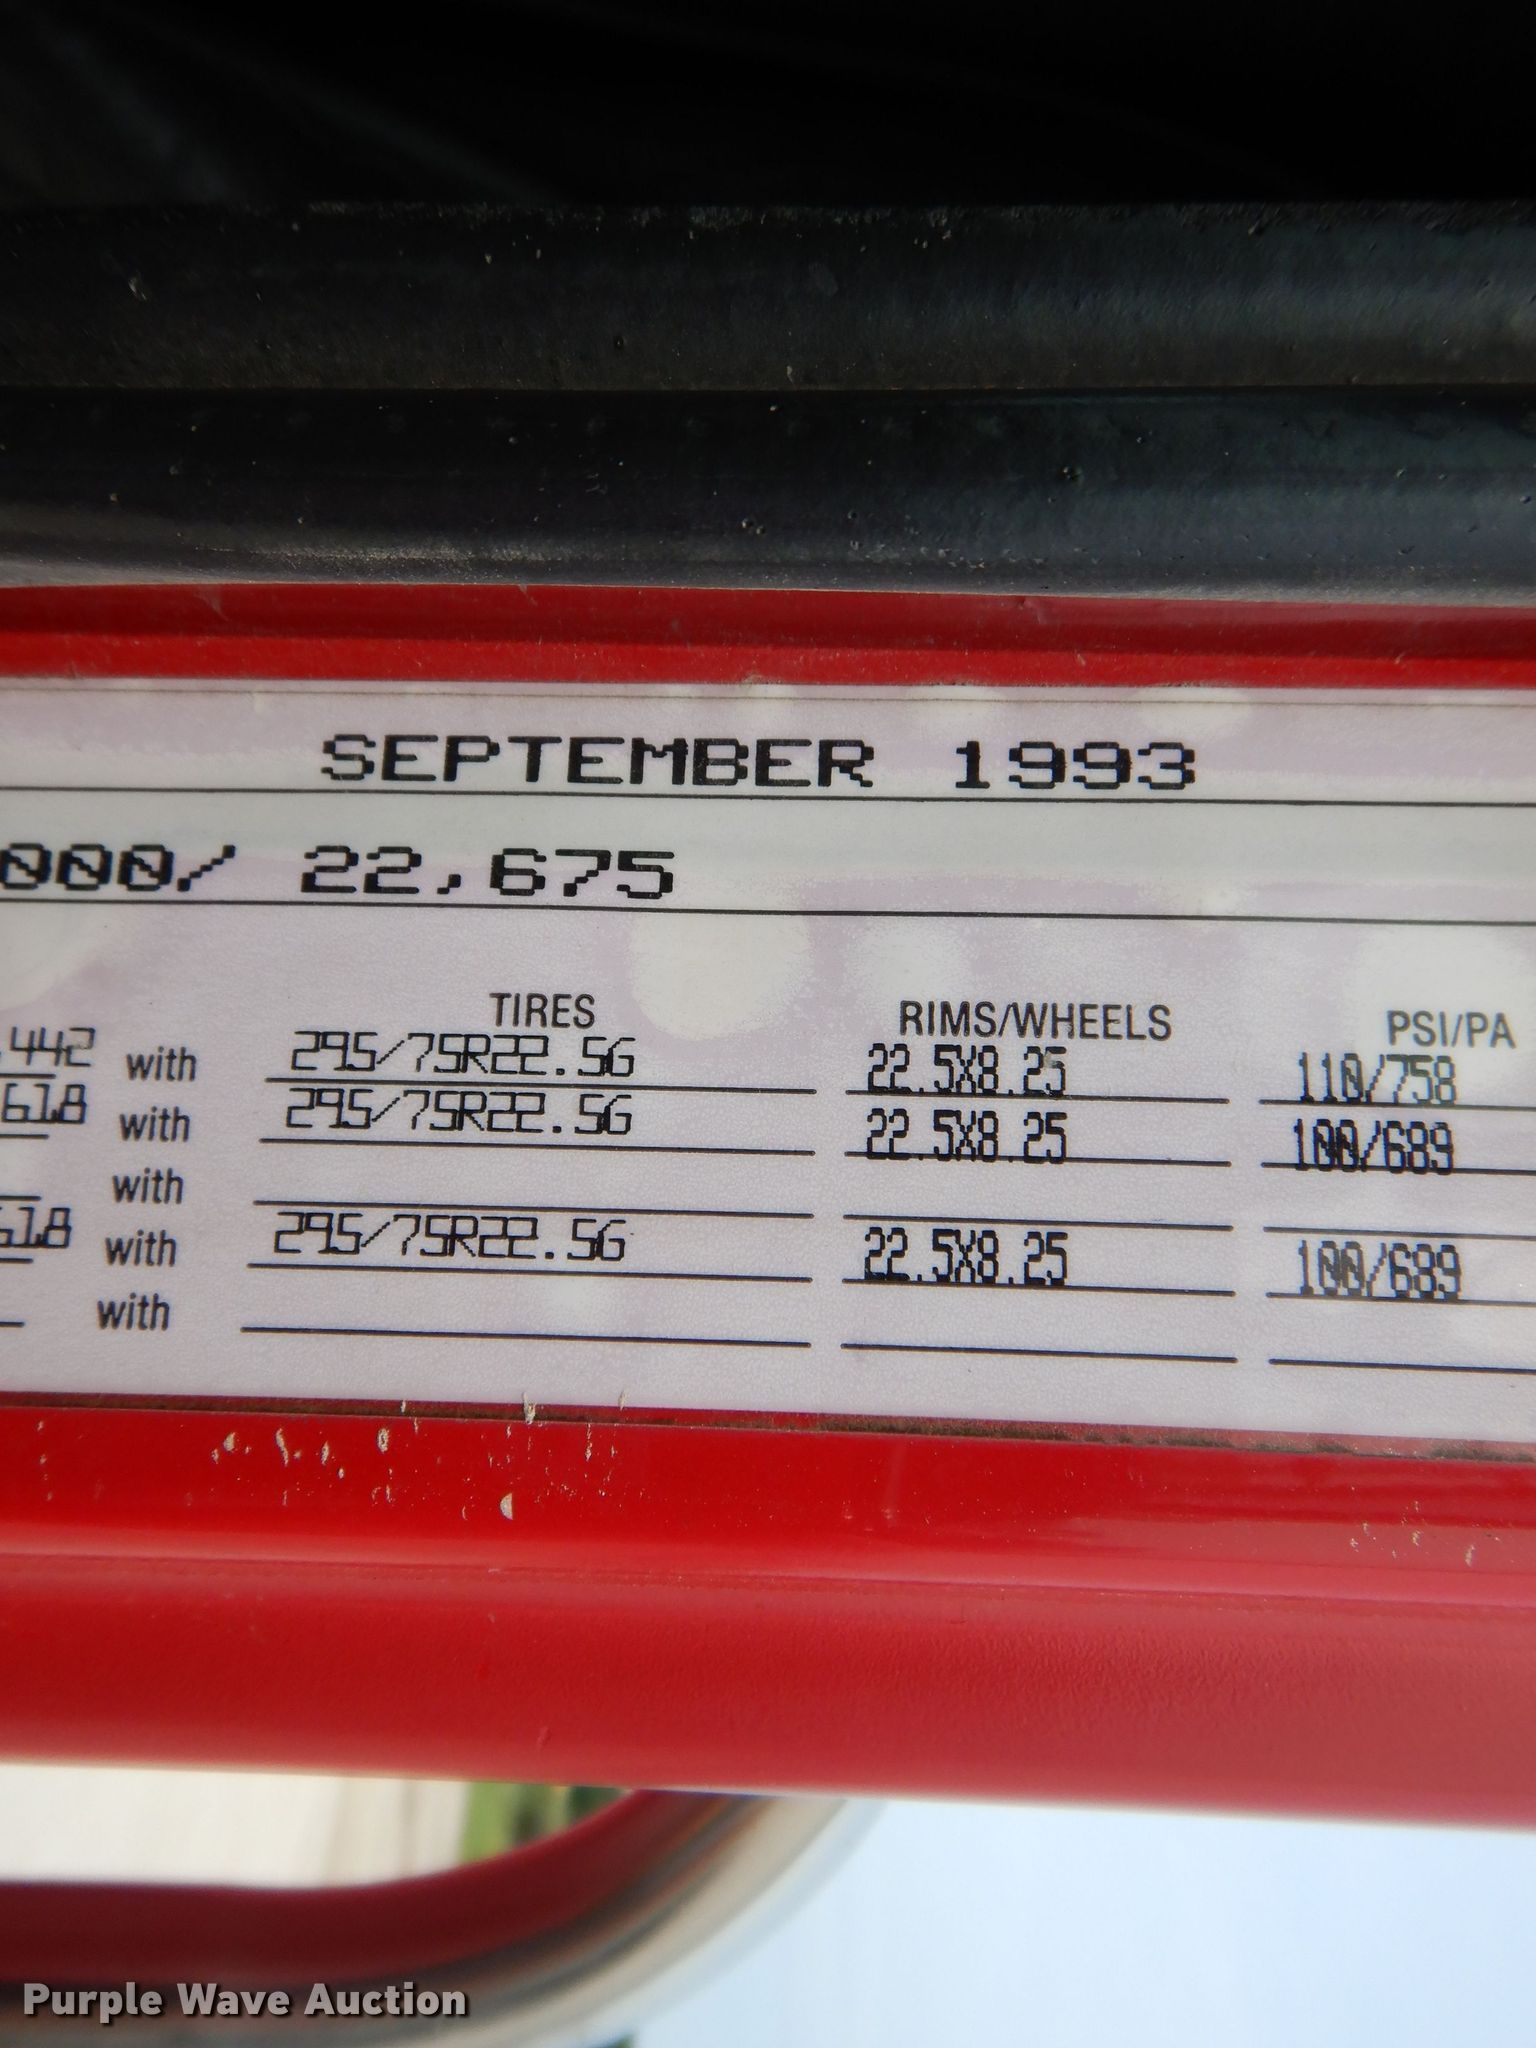 SEPTEMBER 1993
000/ 22,675
TIRES RIMS/WHEELS PSI/PA
.442 with 295/75R22.5G 22.5X8.25 110/758
618 with 295/75R22.5G 22.5X8.25 100/689
with
618 with 295/75R22.5G 22.5X8.25 100/689
with
Purple Wave Auction